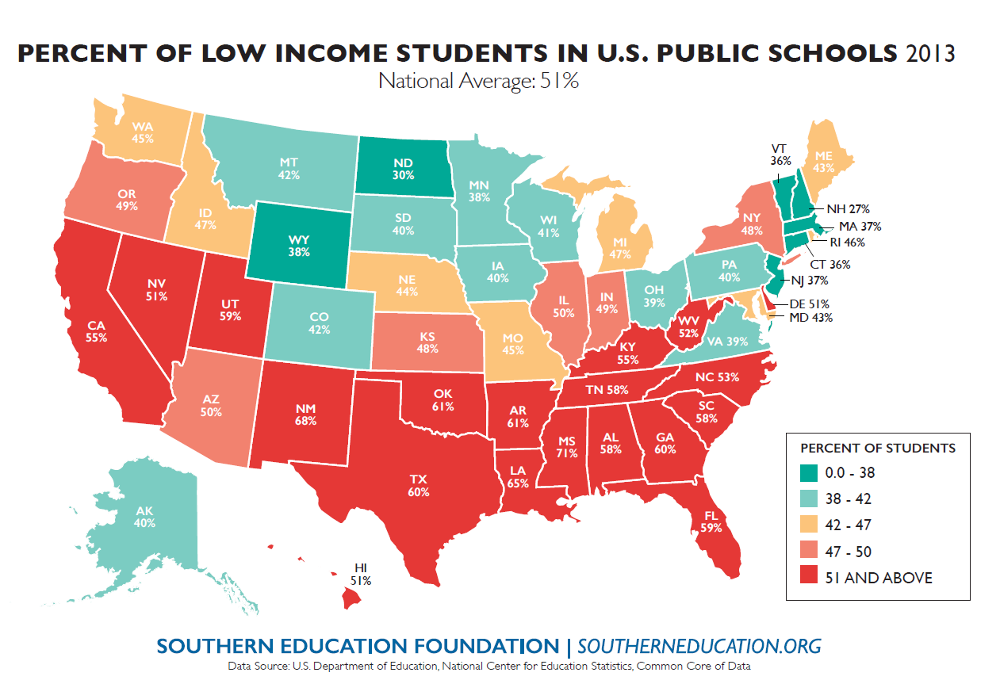 PERCENT OF LOW INCOME STUDENTS IN U.S. PUBLIC SCHOOLS 2013
National Average: 51%
WA
45%
OR
49%
ID
47%
MT
42%
ND
30%
MN
38%
SD
40%
WY
38%
WI
41%
MI
47%
NE
44%
IA
40%
NV
51%
UT
59%
CO
42%
CA
55%
KS
48%
MO
45%
IL
50%
IN
49%
OH
39%
PA
40%
NY
48%
VT
36%
ME
43%
NH 27%
MA 37%
RI 46%
CT 36%
NJ 37%
DE 51%
MD 43%
WV
52%
VA 39%
KY
55%
NC 53%
TN 58%
SC
58%
AZ
50%
NM
68%
OK
61%
AR
61%
MS
71%
AL
58%
GA
60%
LA
65%
TX
60%
FL
59%
AK
40%
HI
51%
PERCENT OF STUDENTS
0.0 - 38
38 - 42
42 - 47
47 - 50
51 AND ABOVE
SOUTHERN EDUCATION FOUNDATION | SOUTHERNEDUCATION.ORG
Data Source: U.S. Department of Education, National Center for Education Statistics, Common Core of Data